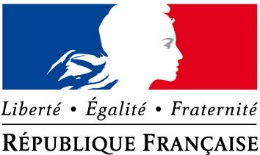 Liberté • Égalité • Fraternité
RÉPUBLIQUE FRANÇAISE